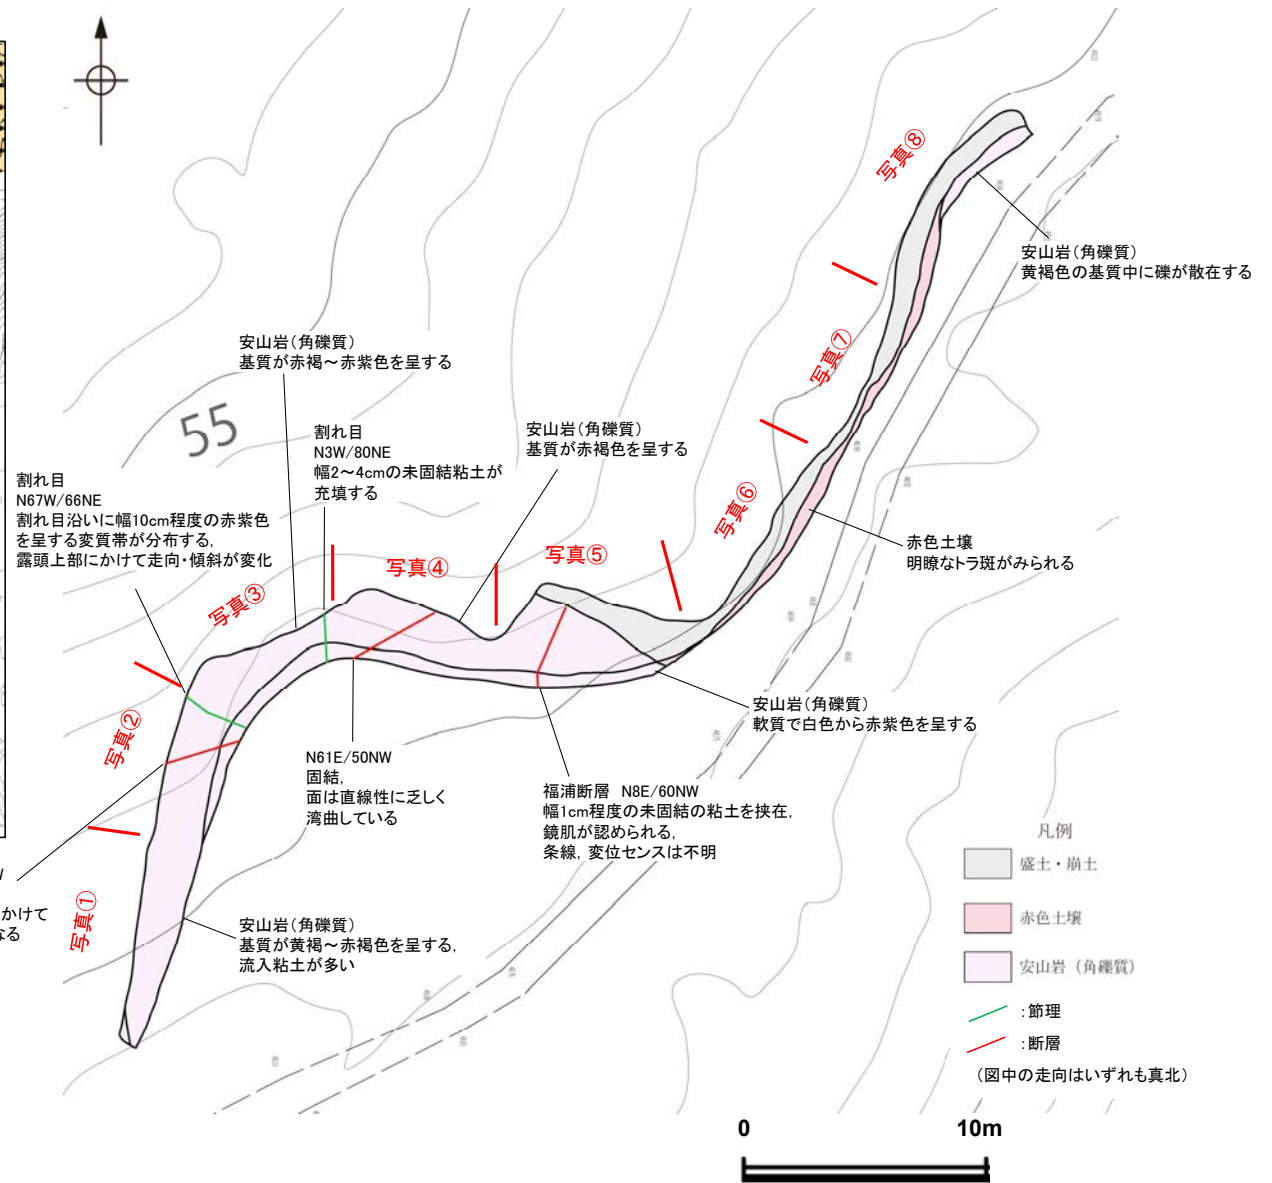 写真⑧
安山岩(角礫質)
黄褐色の基質中に礫が散在する
写真⑦
安山岩(角礫質)
基質が赤褐～赤紫色を呈する
55
割れ目
N3W/80NE
幅2～4cmの未固結粘土が
充填する
安山岩(角礫質)
基質が赤褐色を呈する
割れ目
N67W/66NE
割れ目沿いに幅10cm程度の赤紫色
を呈する変質帯が分布する,
露頭上部にかけて走向・傾斜が変化
写真⑥
赤色土壌
明瞭なトラ斑がみられる
写真⑤
写真④
写真③
写真②
安山岩(角礫質)
軟質で白色から赤紫色を呈する
N61E/50NW
固結,
面は直線性に乏しく
湾曲している
福浦断層 N8E/60NW
幅1cm程度の未固結の粘土を挟在,
鏡肌が認められる,
条線, 変位センスは不明
かけて
なる
写真①
安山岩(角礫質)
基質が黄褐～赤褐色を呈する,
流入粘土が多い
凡例
盛土・崩土
赤色土壌
安山岩（角礫質）
:節理
:断層
(図中の走向はいずれも真北)
0 10m